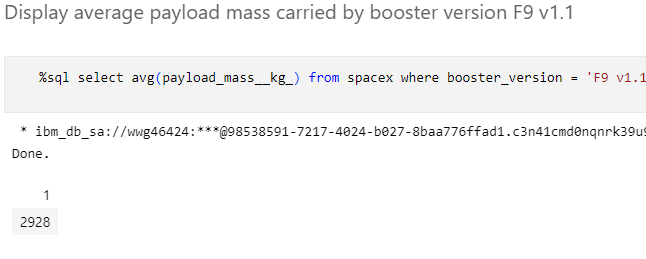 Display average payload mass carried by booster version F9 v1.1
%sql select avg(payload_mass__kg_) from spacex where booster_version = 'F9 v1.1
* ibm_db_sa://wwg46424:***@98538591-7217-4024-b027-8baa776ffad1.c3n41cmd0nqnrk39u9
Done.
1
2928